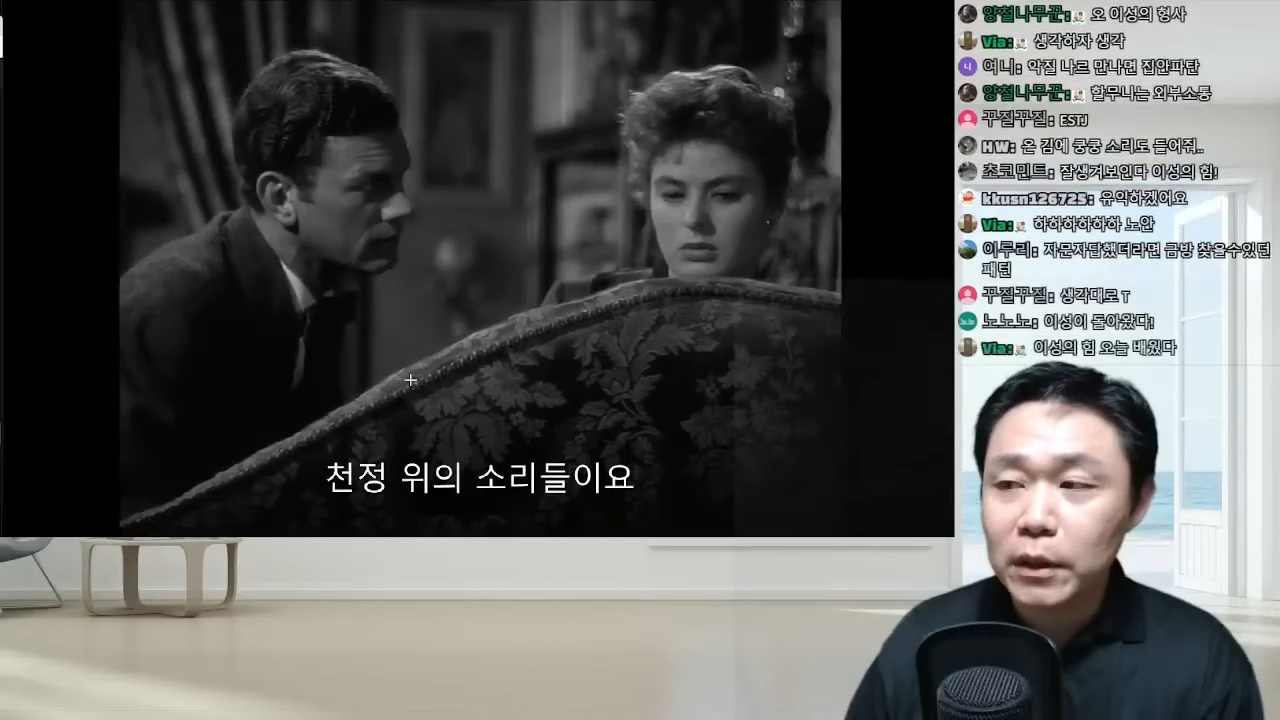 양철나무꾼: 오 이성의 형사
Via: 생각하자 생각
여니: 악질 나르 만나면 집안파탄
양철나무꾼: 할무니는 외부소통
꾸질꾸질: ESTJ
HW: 온 김에 쿵쿵 소리도 들어줘..
초코민트: 잘생겨보인다 이성의 힘!
kkusn126725: 유익하겠어요
Via: 하하하하하하 노안
이루리: 자문자답했더라면 금방 찾을수있던
패턴
꾸질꾸질: 생각대로 T
노노노: 이성이 돌아왔다!
Via: 이성의 힘 오늘 배웠다
천정 위의 소리들이요